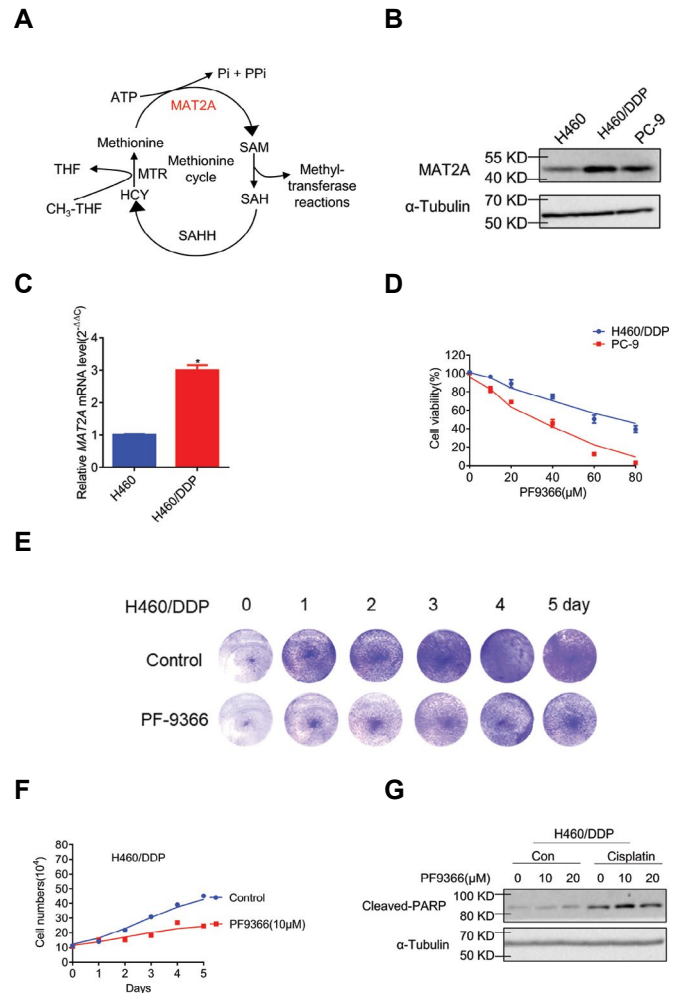 A
Pi + PPi
ATP
MAT2A
Methionine
SAM
THF
MTR
Methionine
cycle
Methyl-
transferase
reactions
HCY
SAH
CH₃-THF
SAHH
B
H460
H460/DDP
PC-9
MAT2A
55 KD
40 KD
α-Tubulin
70 KD
50 KD
C
Relative MAT2A mRNA level(2-ΔΔC)
4
3
2
1
0
*
H460
H460/DDP
D
H460/DDP
PC-9
Cell viability(%)
120
100
80
60
40
20
0
0 20 40 60 80
PF9366(μM)
E
H460/DDP 0 1 2 3 4 5 day
Control
PF-9366
F
H460/DDP
Cell numbers(10⁴)
80
70
60
50
40
30
20
10
0
Control
PF9366(10μM)
0 1 2 3 4 5
Days
G
H460/DDP
Con Cisplatin
PF9366(μM) 0 10 20 0 10 20
Cleaved-PARP
100 KD
80 KD
α-Tubulin
70 KD
50 KD